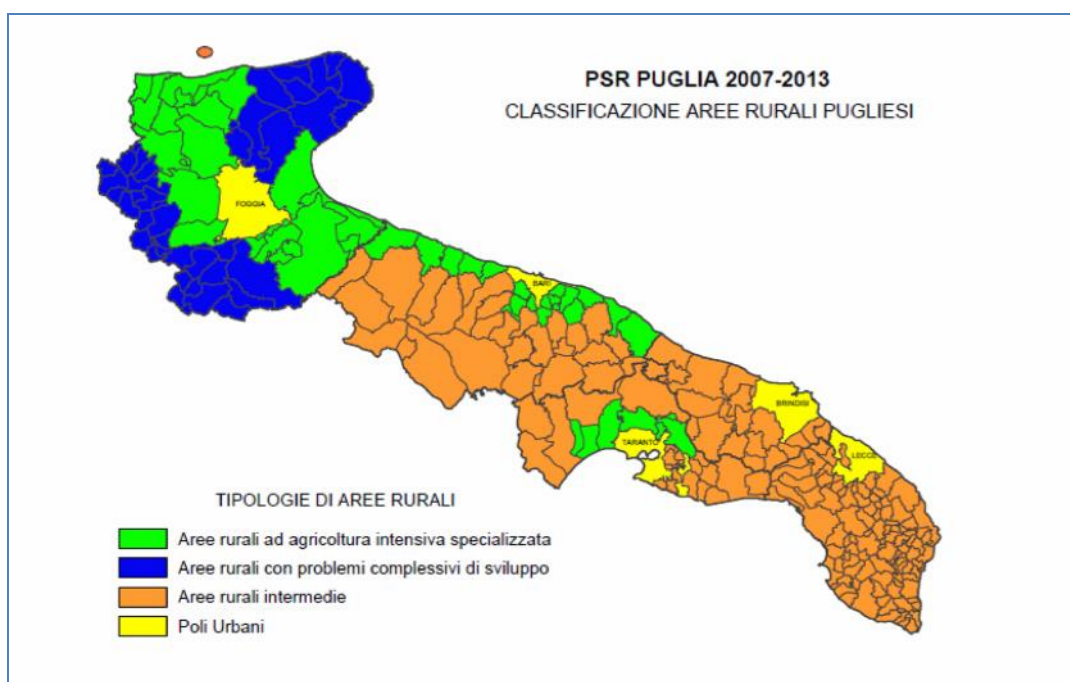 PSR PUGLIA 2007-2013
CLASSIFICAZIONE AREE RURALI PUGLIESI
FOGGIA
BARI
BRINDISI
TARANTO
LECCE
TIPOLOGIE DI AREE RURALI
Aree rurali ad agricoltura intensiva specializzata
Aree rurali con problemi complessivi di sviluppo
Aree rurali intermedie
Poli Urbani